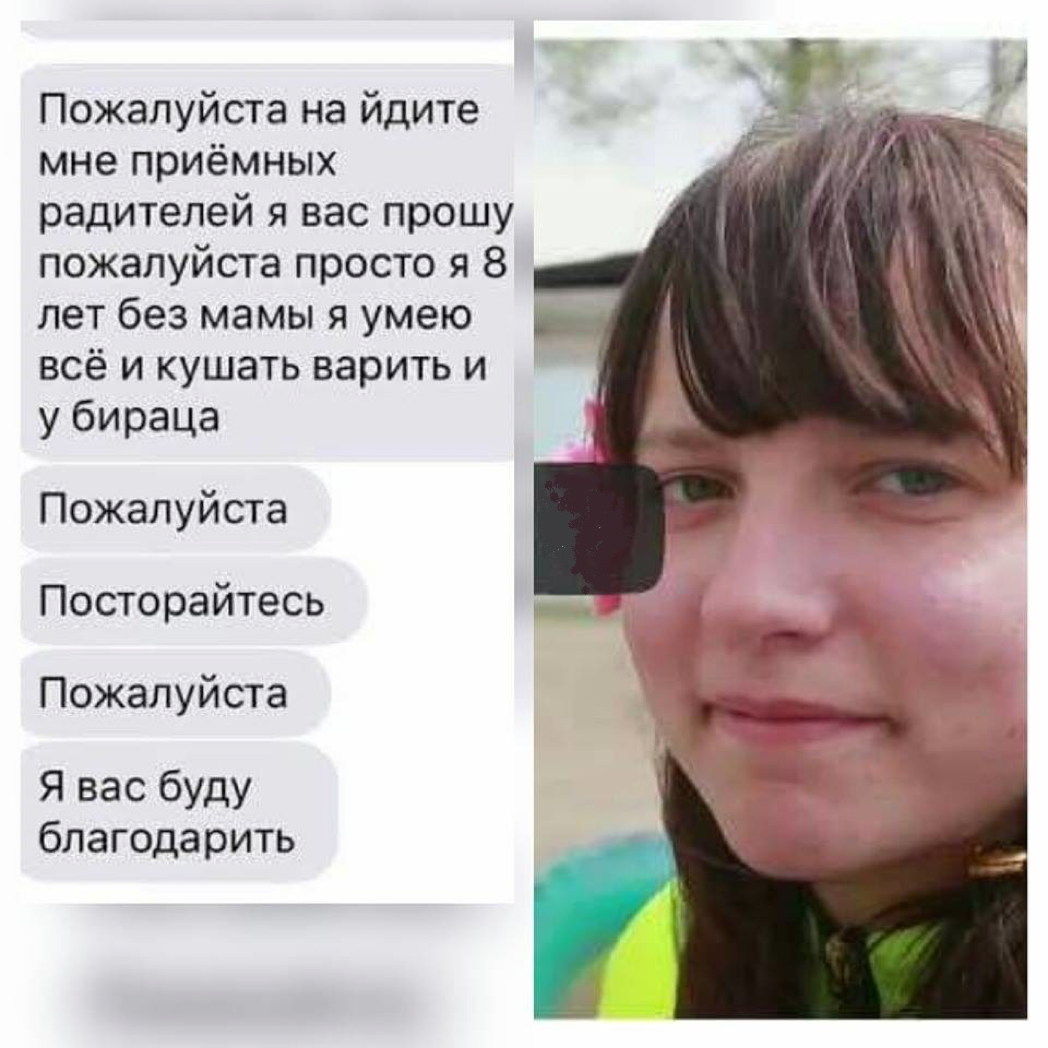 Пожалуйста на йдите
мне приёмных
радителей я вас прошу
пожалуйста просто я 8
лет без мамы я умею
всё и кушать варить и
у бираца
Пожалуйста
Посторайтесь
Пожалуйста
Я вас буду
благодарить